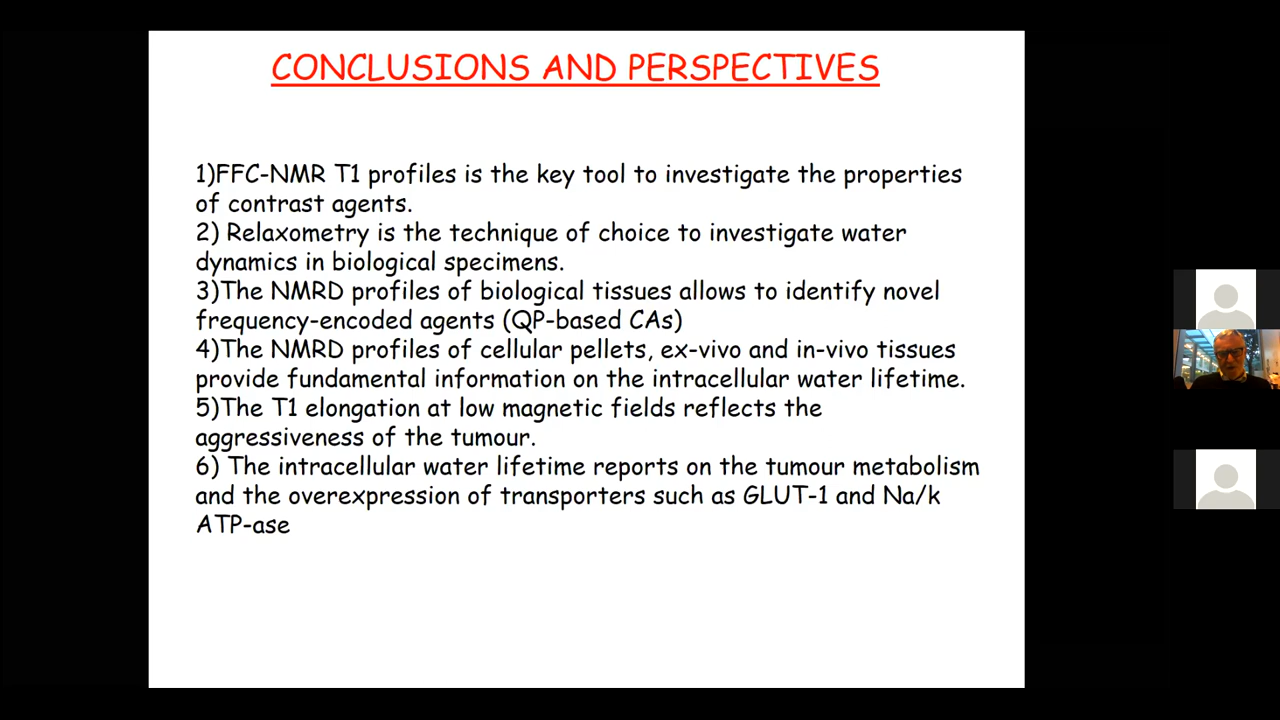 CONCLUSIONS AND PERSPECTIVES
1)FFC-NMR T1 profiles is the key tool to investigate the properties
of contrast agents.
2) Relaxometry is the technique of choice to investigate water
dynamics in biological specimens.
3)The NMRD profiles of biological tissues allows to identify novel
frequency-encoded agents (QP-based CAs)
4)The NMRD profiles of cellular pellets, ex-vivo and in-vivo tissues
provide fundamental information on the intracellular water lifetime.
5)The T1 elongation at low magnetic fields reflects the
aggressiveness of the tumour.
6) The intracellular water lifetime reports on the tumour metabolism
and the overexpression of transporters such as GLUT-1 and Na/k
ATP-ase